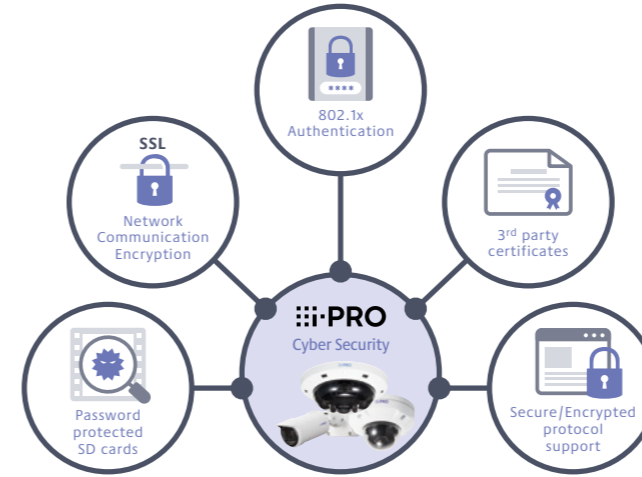 ****
802.1x
Authentication
SSL
Network
Communication
Encryption
3rd party
certificates
i-PRO
Cyber Security
Password
protected
SD cards
Secure/Encrypted
protocol
support